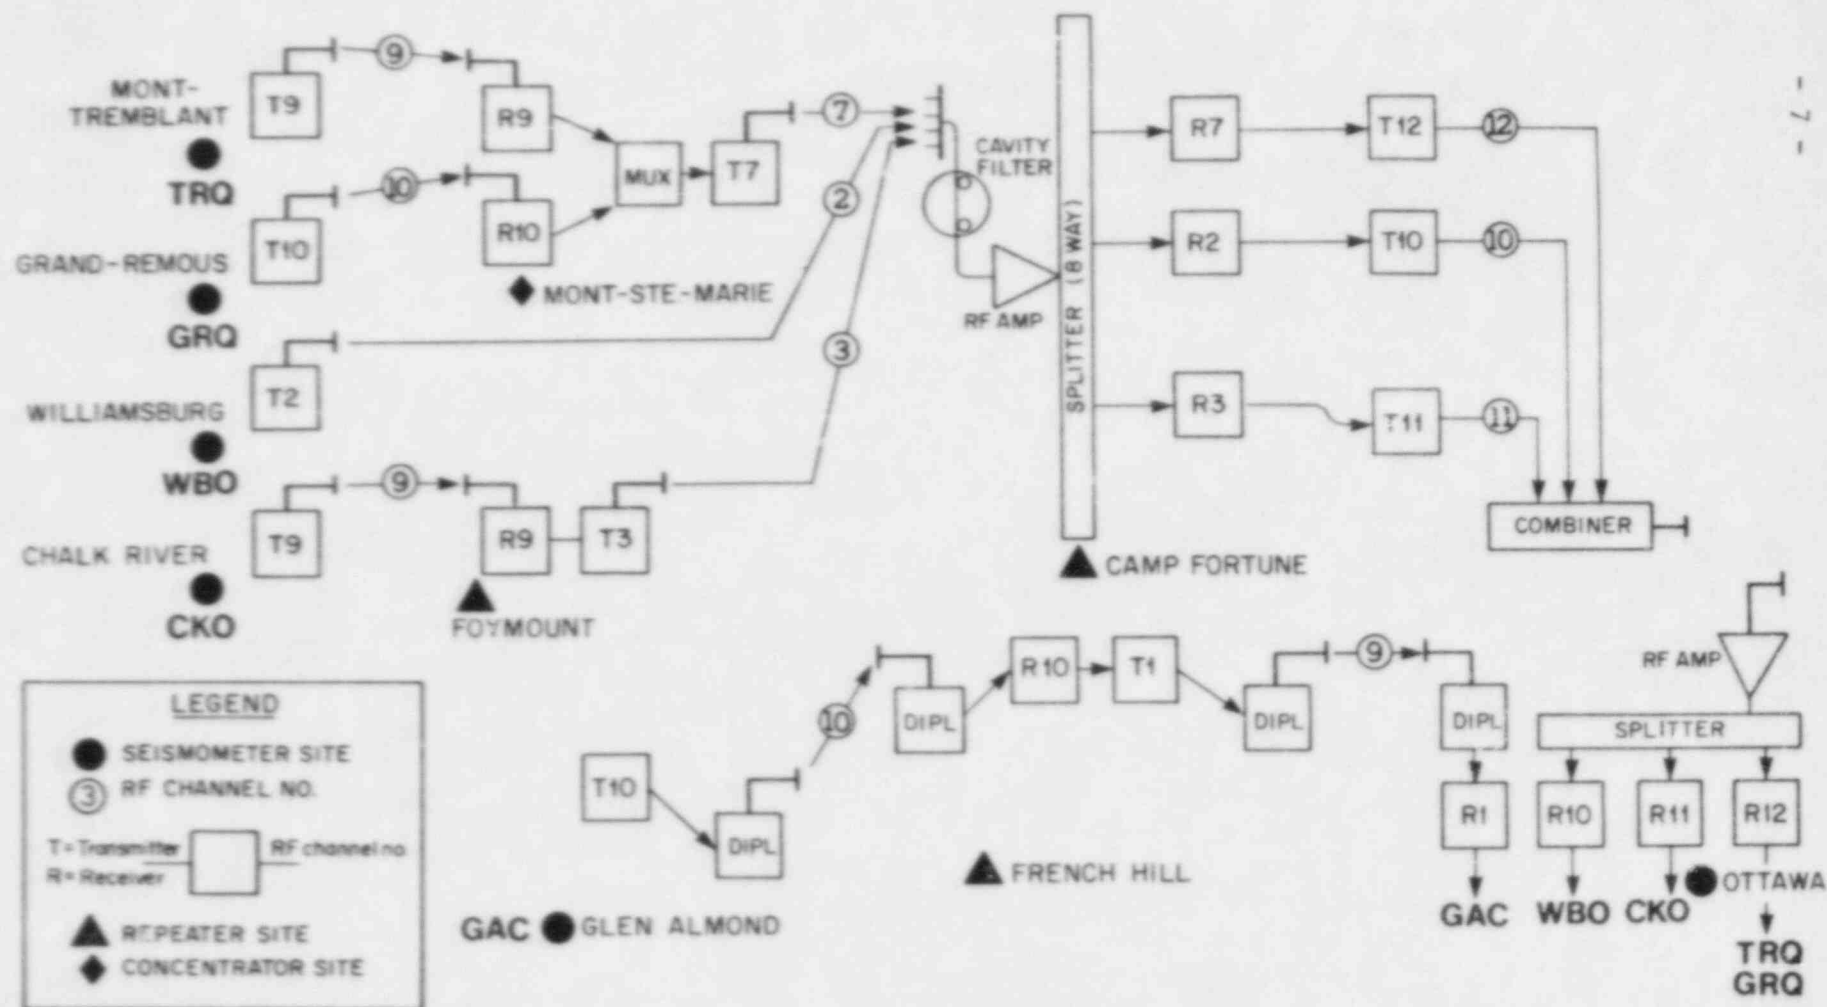 - 7 -
MONT-
TREMBLANT
TRQ
T9
9
R9
GRAND-REMOUS
GRQ
T10
10
R10
MUX
T7
7
MONT-STE-MARIE
WILLIAMSBURG
WBO
T2
2
CHALK RIVER
CKO
T9
9
R9
T3
3
FOYMOUNT
CAVITY
FILTER
RF AMP
SPLITTER (8 WAY)
R7
T12
12
R2
T10
10
R3
T11
11
COMBINER
CAMP FORTUNE
LEGEND
SEISMOMETER SITE
3 RF CHANNEL NO.
T=Transmitter
R=Receiver
RF channel no.
REPEATER SITE
CONCENTRATOR SITE
T10
DIPL
10
DIPL
R10
T1
DIPL
9
DIPL
GAC GLEN ALMOND
FRENCH HILL
RF AMP
SPLITTER
R1
R10
R11
R12
OTTAWA
GAC
WBO
CKO
TRQ
GRQ